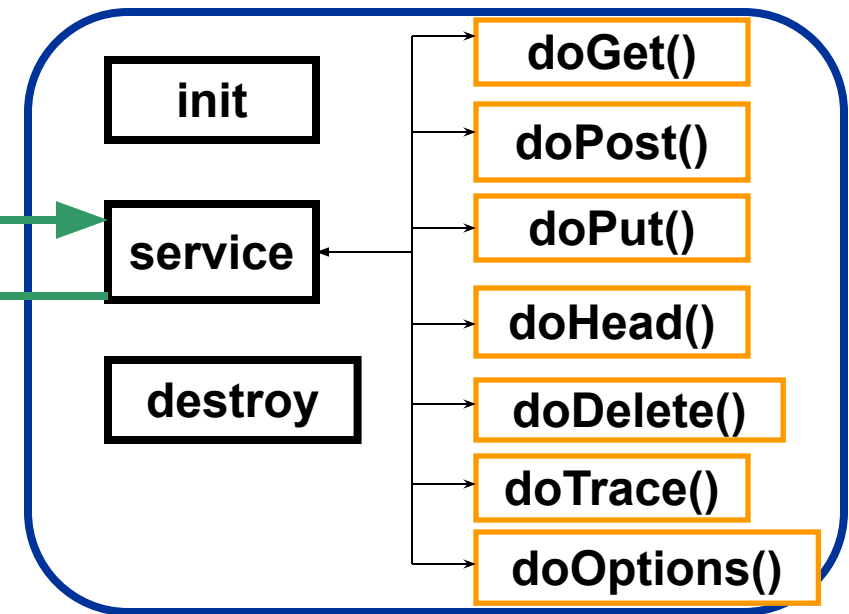 init
service
destroy
doGet()
doPost()
doPut()
doHead()
doDelete()
doTrace()
doOptions()